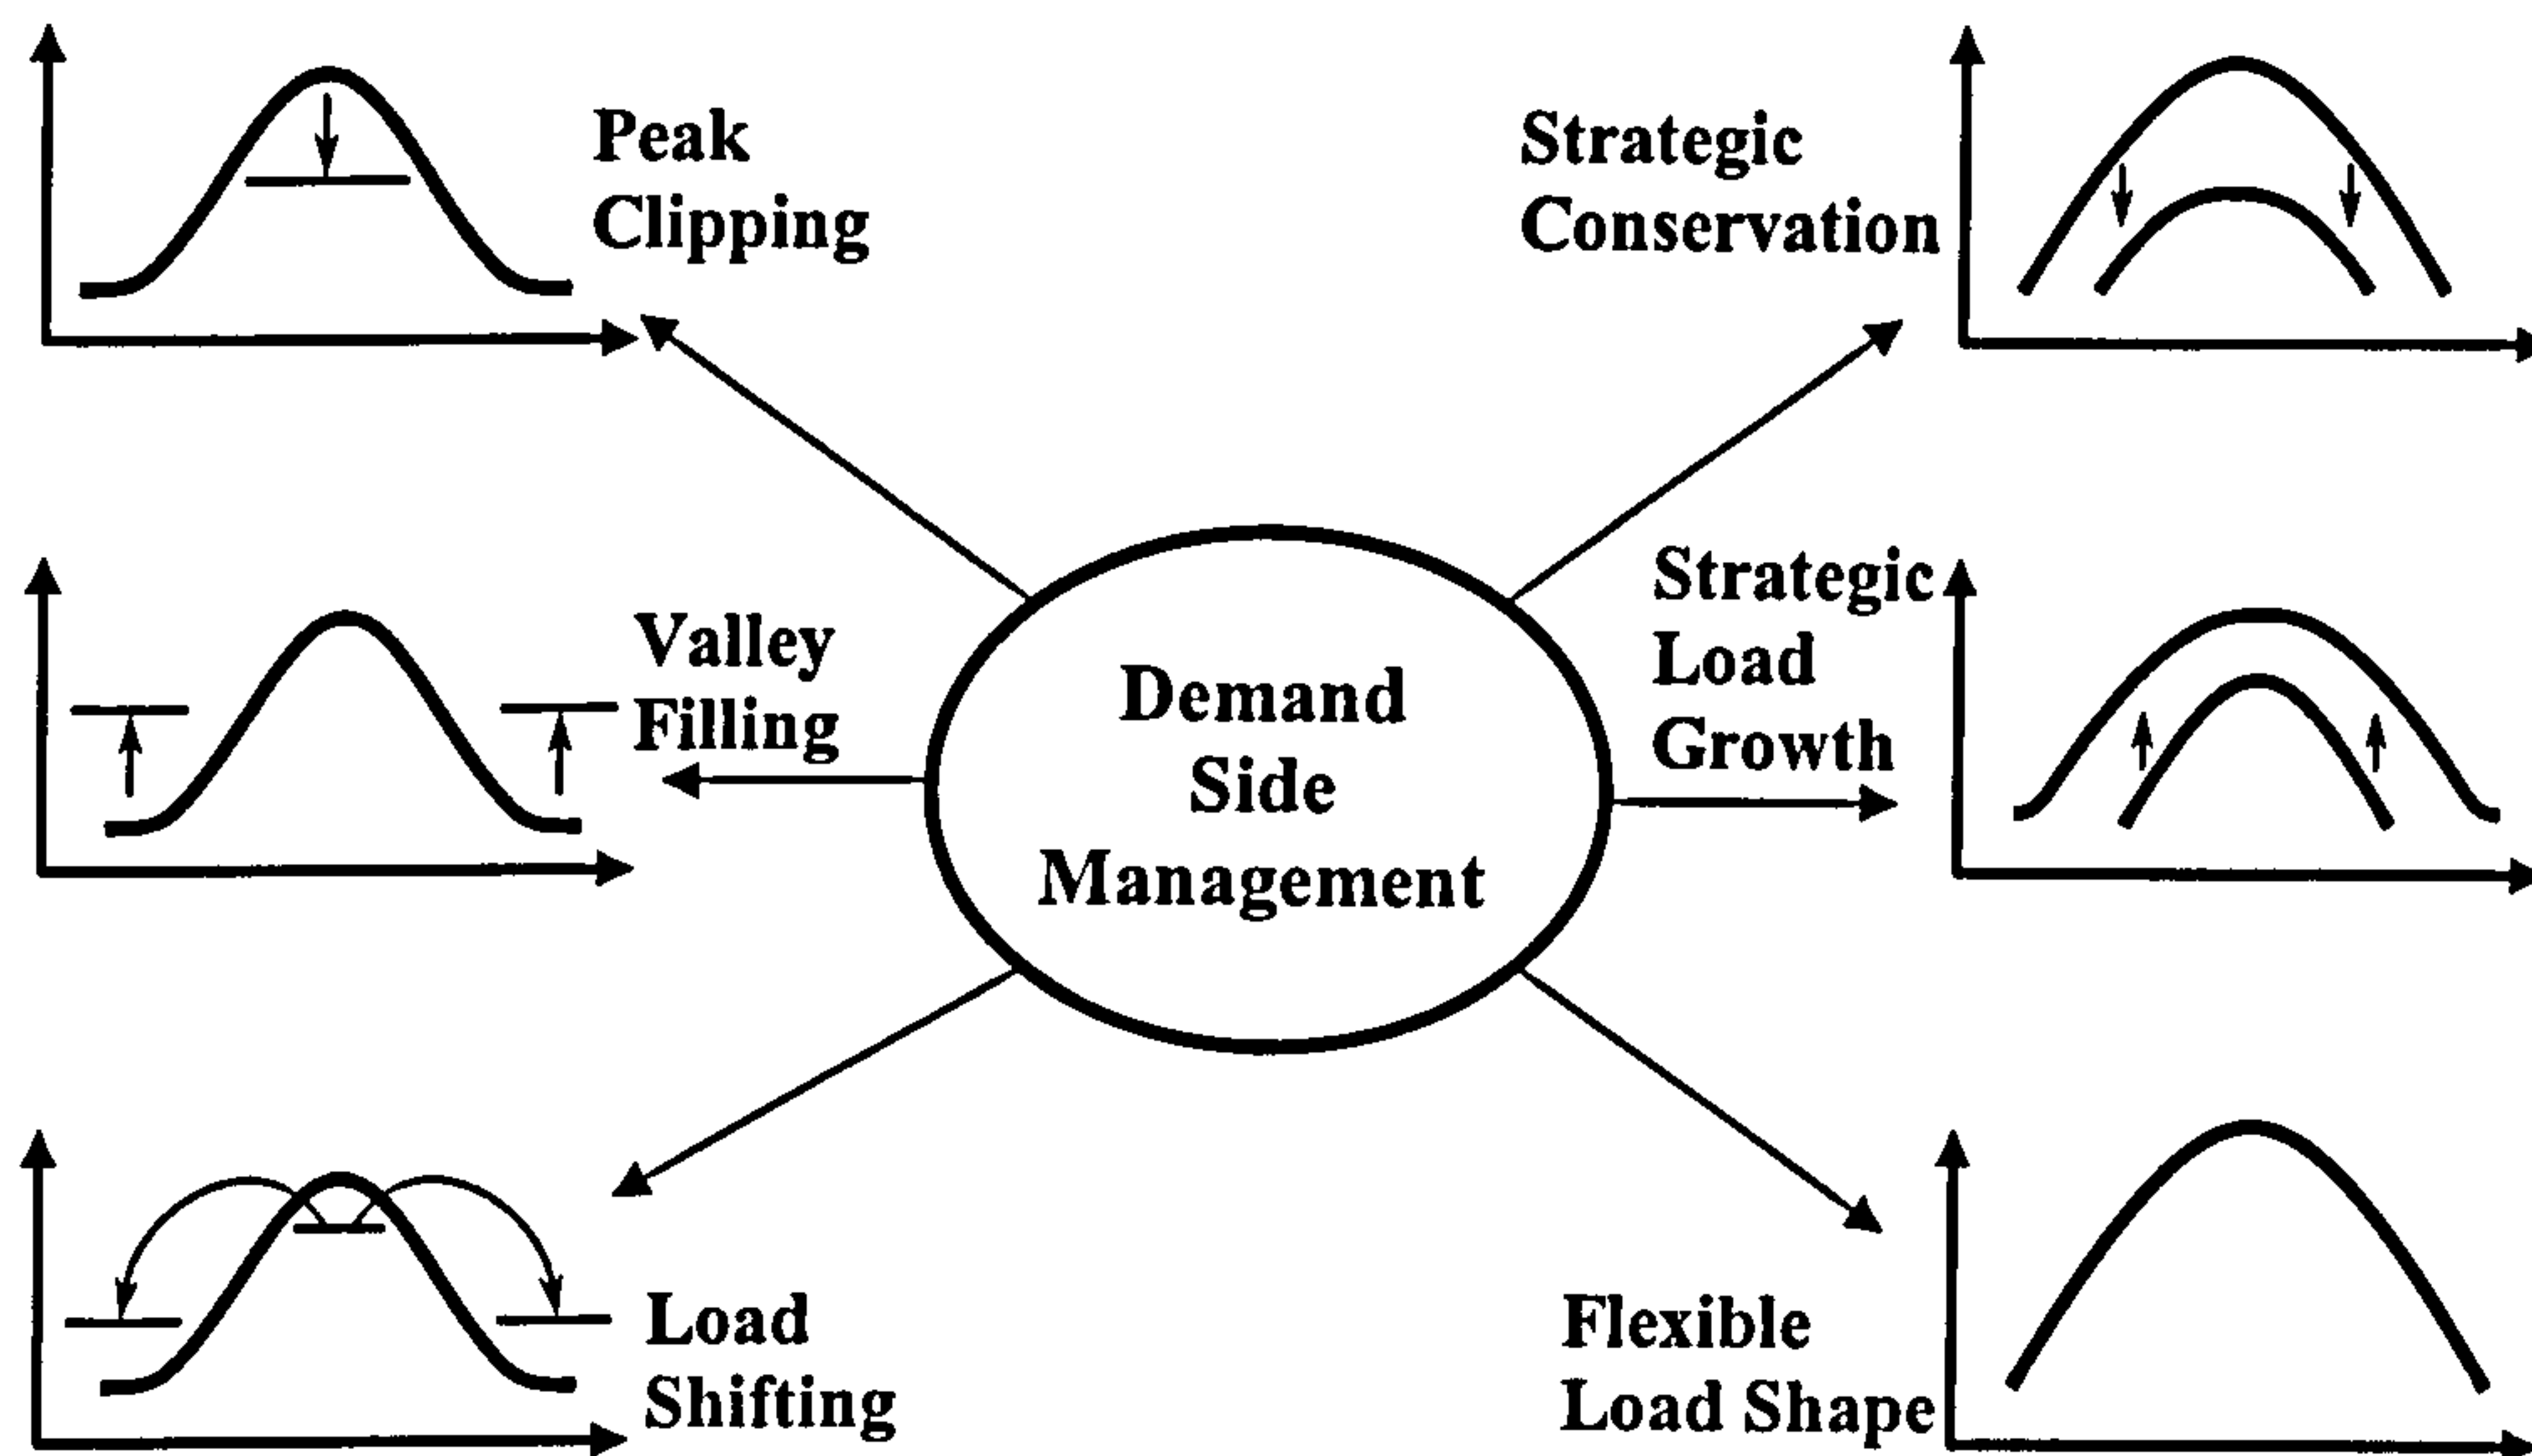 Peak
Clipping
Strategic
Conservation
Valley
Filling
Demand
Side
Management
Strategic
Load
Growth
Load
Shifting
Flexible
Load Shape